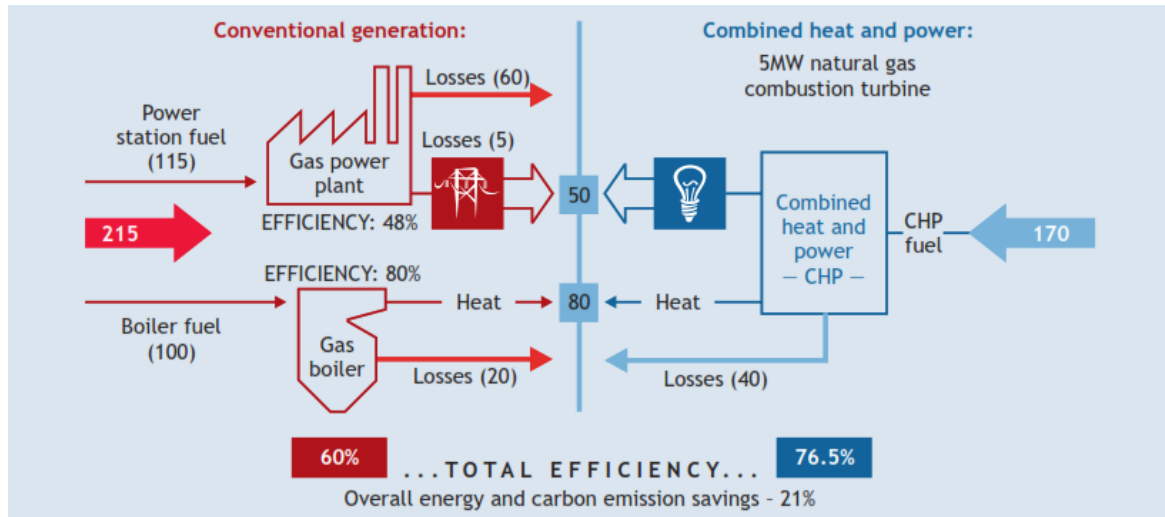 Conventional generation:
Combined heat and power:
5MW natural gas
combustion turbine
Losses (60)
Power
station fuel
(115)
Losses (5)
Gas power
plant
EFFICIENCY: 48%
215
50
Combined
heat and
power
— CHP —
CHP
fuel
170
EFFICIENCY: 80%
Heat
80
Heat
Boiler fuel
(100)
Gas
boiler
Losses (20)
Losses (40)
60%
...TOTAL EFFICIENCY...
76.5%
Overall energy and carbon emission savings – 21%